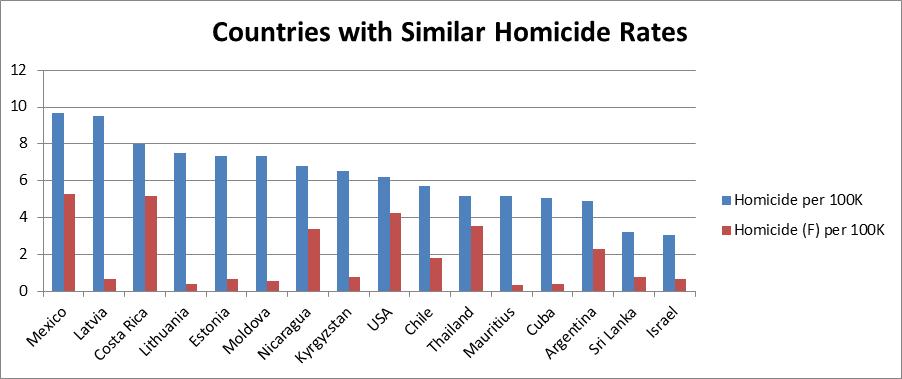 Countries with Similar Homicide Rates
12
10
8
6
4
2
0
Mexico
Latvia
Costa Rica
Lithuania
Estonia
Moldova
Nicaragua
Kyrgyzstan
USA
Chile
Thailand
Mauritius
Cuba
Argentina
Sri Lanka
Israel
Homicide per 100K
Homicide (F) per 100K